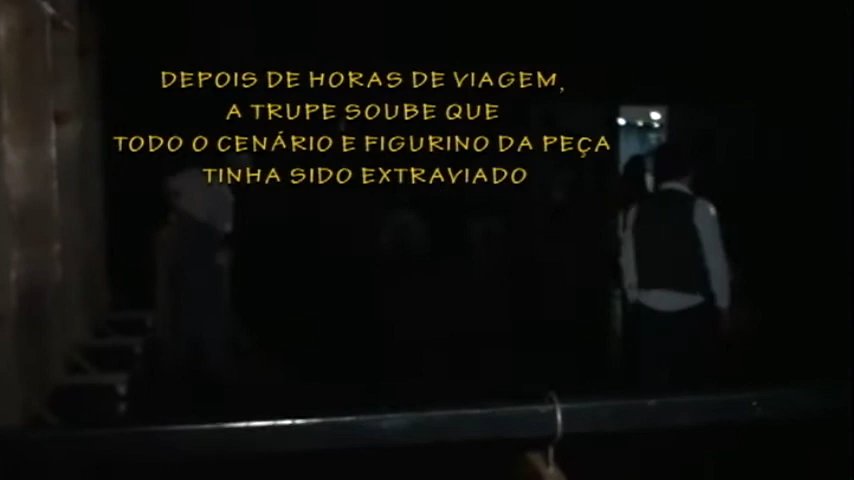 DEPOIS DE HORAS DE VIAGEM,
A TRUPE SOUBE QUE
TODO O CENÁRIO E FIGURINO DA PEÇA
TINHA SIDO EXTRAVIADO